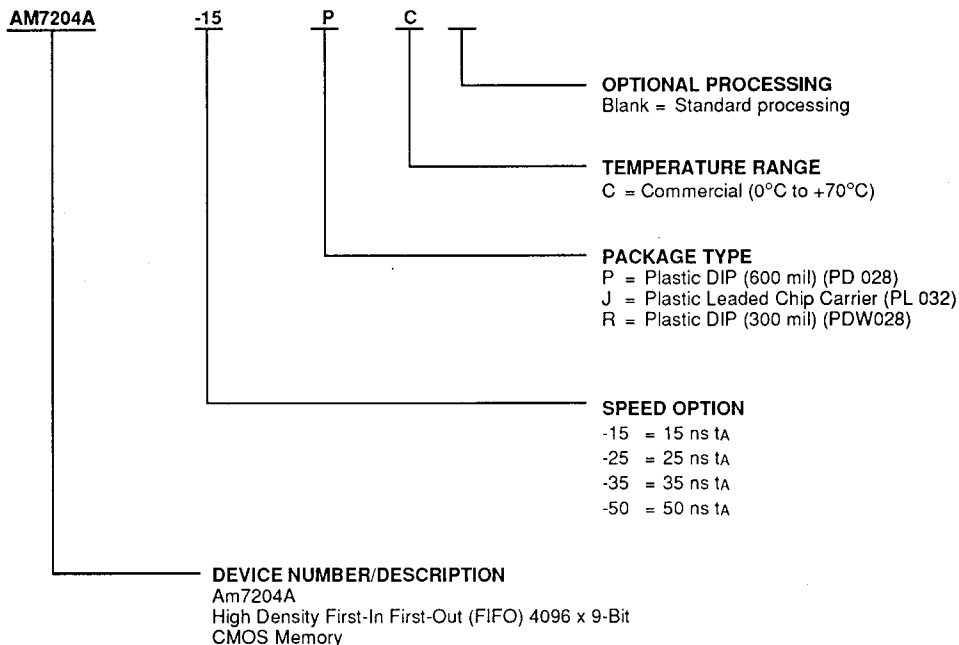 AM7204A -15 P C
OPTIONAL PROCESSING
Blank = Standard processing
TEMPERATURE RANGE
C = Commercial (0°C to +70°C)
PACKAGE TYPE
P = Plastic DIP (600 mil) (PD 028)
J = Plastic Leaded Chip Carrier (PL 032)
R = Plastic DIP (300 mil) (PDW028)
SPEED OPTION
-15 = 15 ns tA
-25 = 25 ns tA
-35 = 35 ns tA
-50 = 50 ns tA
DEVICE NUMBER/DESCRIPTION
Am7204A
High Density First-In First-Out (FIFO) 4096 x 9-Bit
CMOS Memory